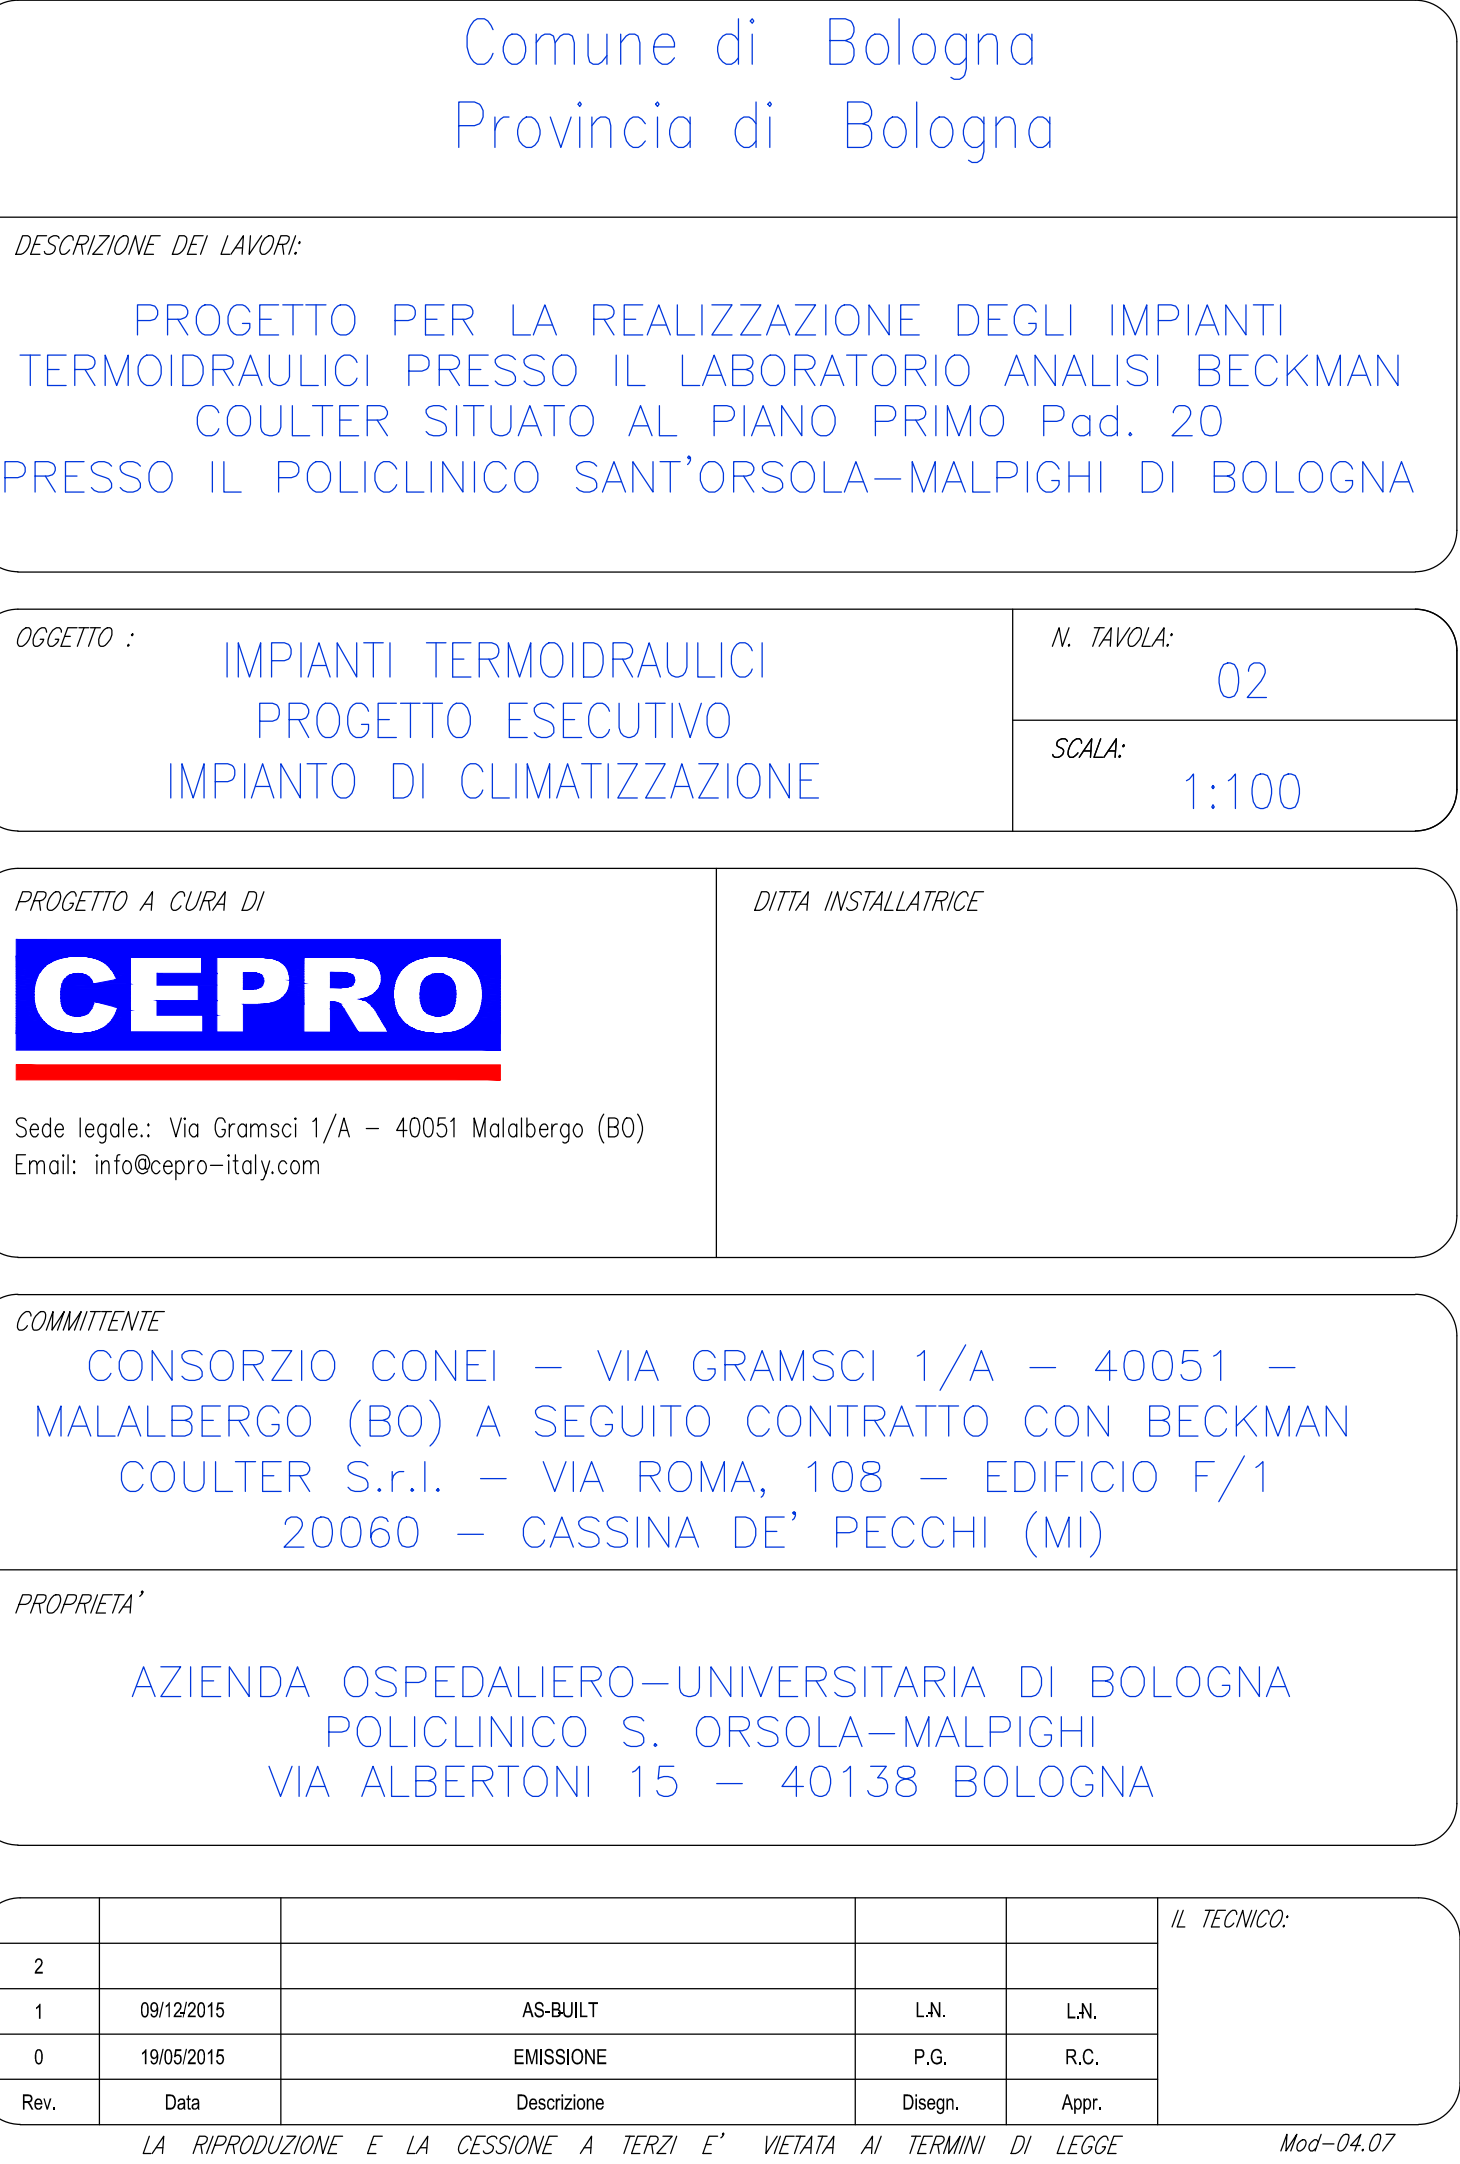 Comune di Bologna
Provincia di Bologna
DESCRIZIONE DEI LAVORI:
PROGETTO PER LA REALIZZAZIONE DEGLI IMPIANTI
TERMOIDRAULICI PRESSO IL LABORATORIO ANALISI BECKMAN
COULTER SITUATO AL PIANO PRIMO Pad. 20
PRESSO IL POLICLINICO SANT'ORSOLA-MALPIGHI DI BOLOGNA
OGGETTO :
IMPIANTI TERMOIDRAULICI
PROGETTO ESECUTIVO
IMPIANTO DI CLIMATIZZAZIONE
N. TAVOLA:
02
SCALA:
1:100
PROGETTO A CURA DI
CEPRO
Sede legale.: Via Gramsci 1/A - 40051 Malalbergo (BO)
Email: info@cepro-italy.com
DITTA INSTALLATRICE
COMMITTENTE
CONSORZIO CONEI - VIA GRAMSCI 1/A - 40051 -
MALALBERGO (BO) A SEGUITO CONTRATTO CON BECKMAN
COULTER S.r.l. - VIA ROMA, 108 - EDIFICIO F/1
20060 - CASSINA DE' PECCHI (MI)
PROPRIETA'
AZIENDA OSPEDALIERO-UNIVERSITARIA DI BOLOGNA
POLICLINICO S. ORSOLA-MALPIGHI
VIA ALBERTONI 15 - 40138 BOLOGNA
IL TECNICO:
2
1 09/12/2015 AS-BUILT L.N. L.N.
0 19/05/2015 EMISSIONE P.G. R.C.
Rev. Data Descrizione Disegn. Appr.
LA RIPRODUZIONE E LA CESSIONE A TERZI E' VIETATA AI TERMINI DI LEGGE
Mod-04.07